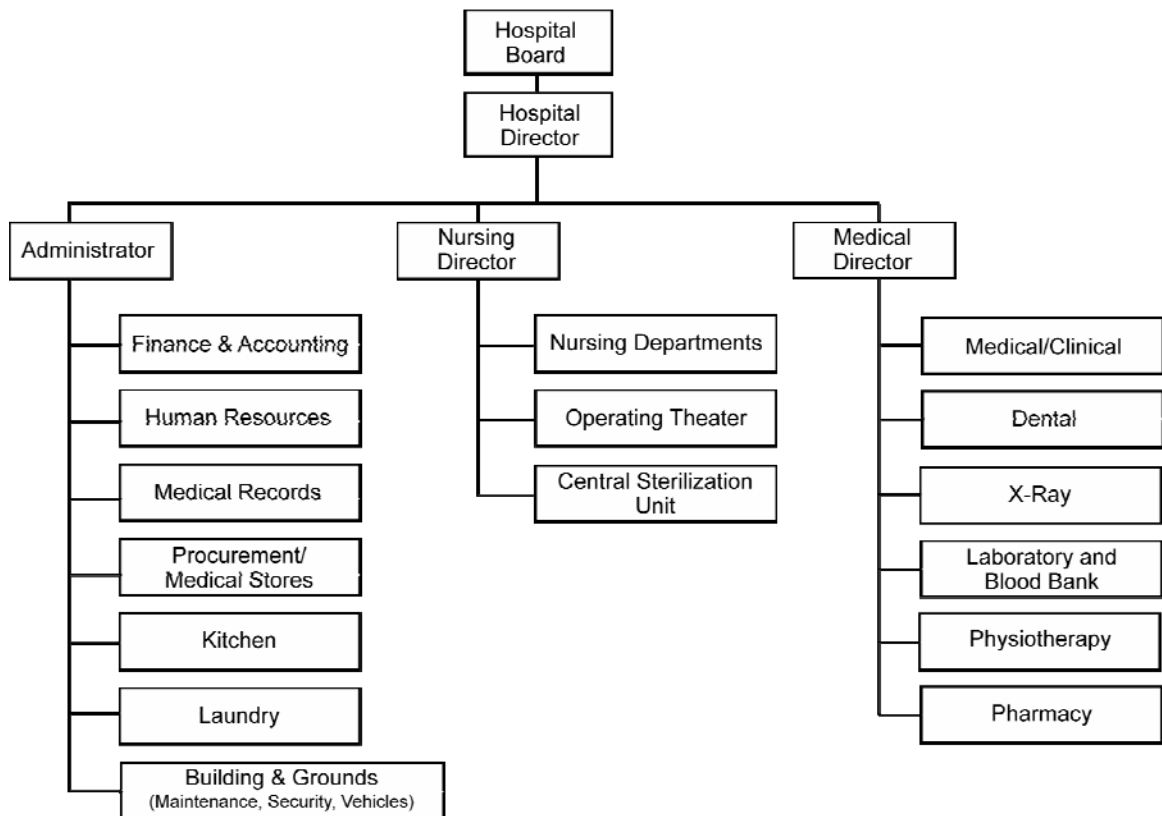 Hospital
Board
Hospital
Director
Administrator
Nursing
Director
Medical
Director
Finance & Accounting
Human Resources
Medical Records
Procurement/
Medical Stores
Kitchen
Laundry
Building & Grounds
(Maintenance, Security, Vehicles)
Nursing Departments
Operating Theater
Central Sterilization
Unit
Medical/Clinical
Dental
X-Ray
Laboratory and
Blood Bank
Physiotherapy
Pharmacy